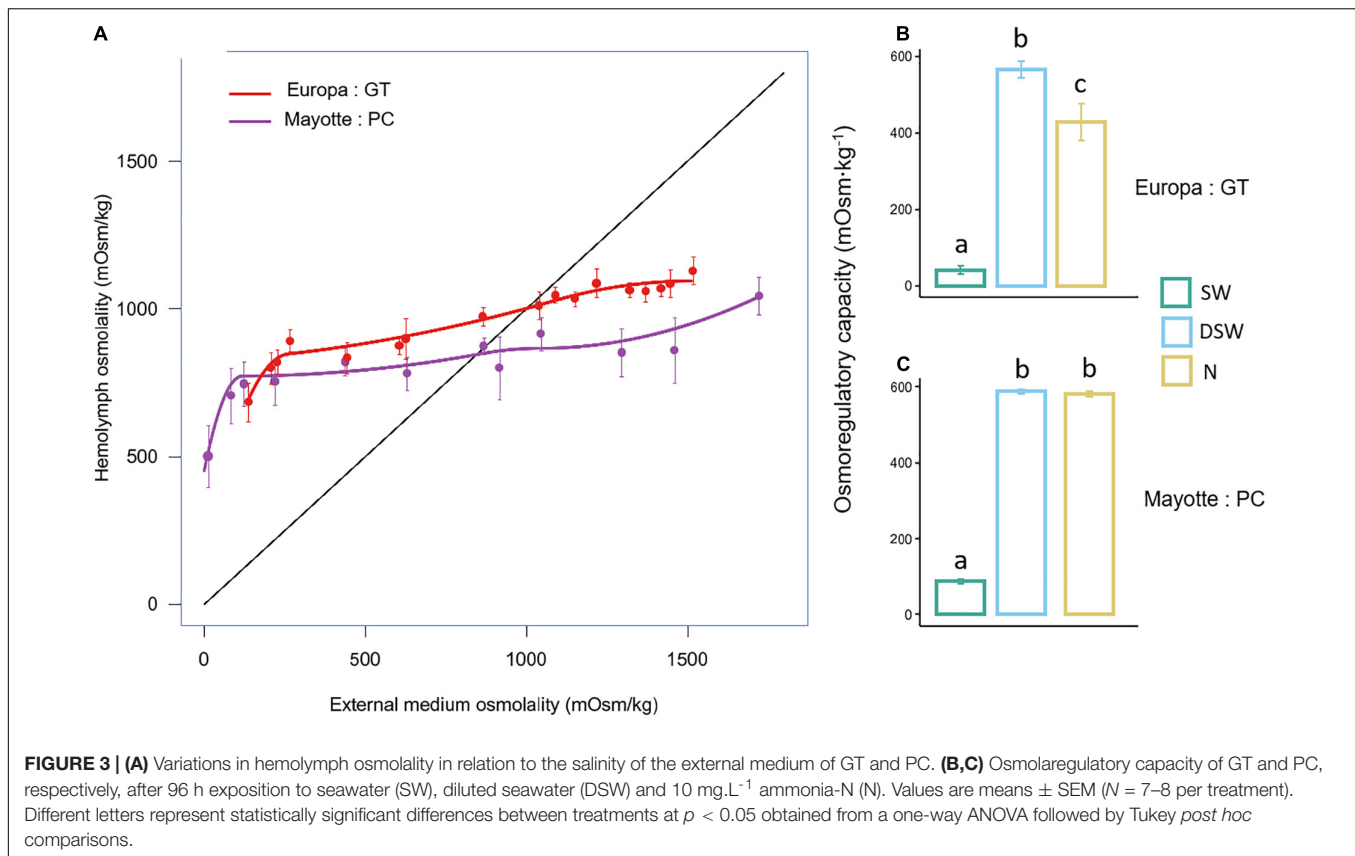 A
Europa : GT
Mayotte : PC
1500
1000
500
0
Hemolymph osmolality (mOsm/kg)
0 500 1000 1500
External medium osmolality (mOsm/kg)
B
Osmoregulatory capacity (mOsm·kg-1)
600
400
200
0
a b c
Europa : GT
SW
DSW
N
C
600
400
200
0
a b b
Mayotte : PC
FIGURE 3 | (A) Variations in hemolymph osmolality in relation to the salinity of the external medium of GT and PC. (B,C) Osmolaregulatory capacity of GT and PC,
respectively, after 96 h exposition to seawater (SW), diluted seawater (DSW) and 10 mg.L-1 ammonia-N (N). Values are means ± SEM (N = 7–8 per treatment).
Different letters represent statistically significant differences between treatments at p < 0.05 obtained from a one-way ANOVA followed by Tukey post hoc
comparisons.